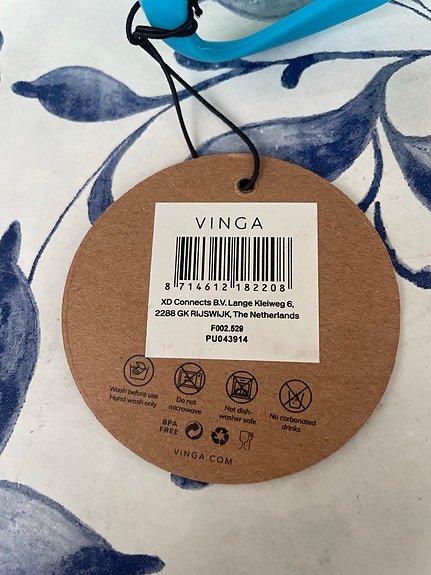 VINGA
8 714612 182208
XD Connects B.V. Lange Kleiweg 6,
2288 GK RIJSWIJK, The Netherlands
F002.529
PU043914
Wash before use
Hand wash only
Do not
microwave
Not dish-
washer safe
No carbonated
drinks
BPA
FREE
VINGA.COM